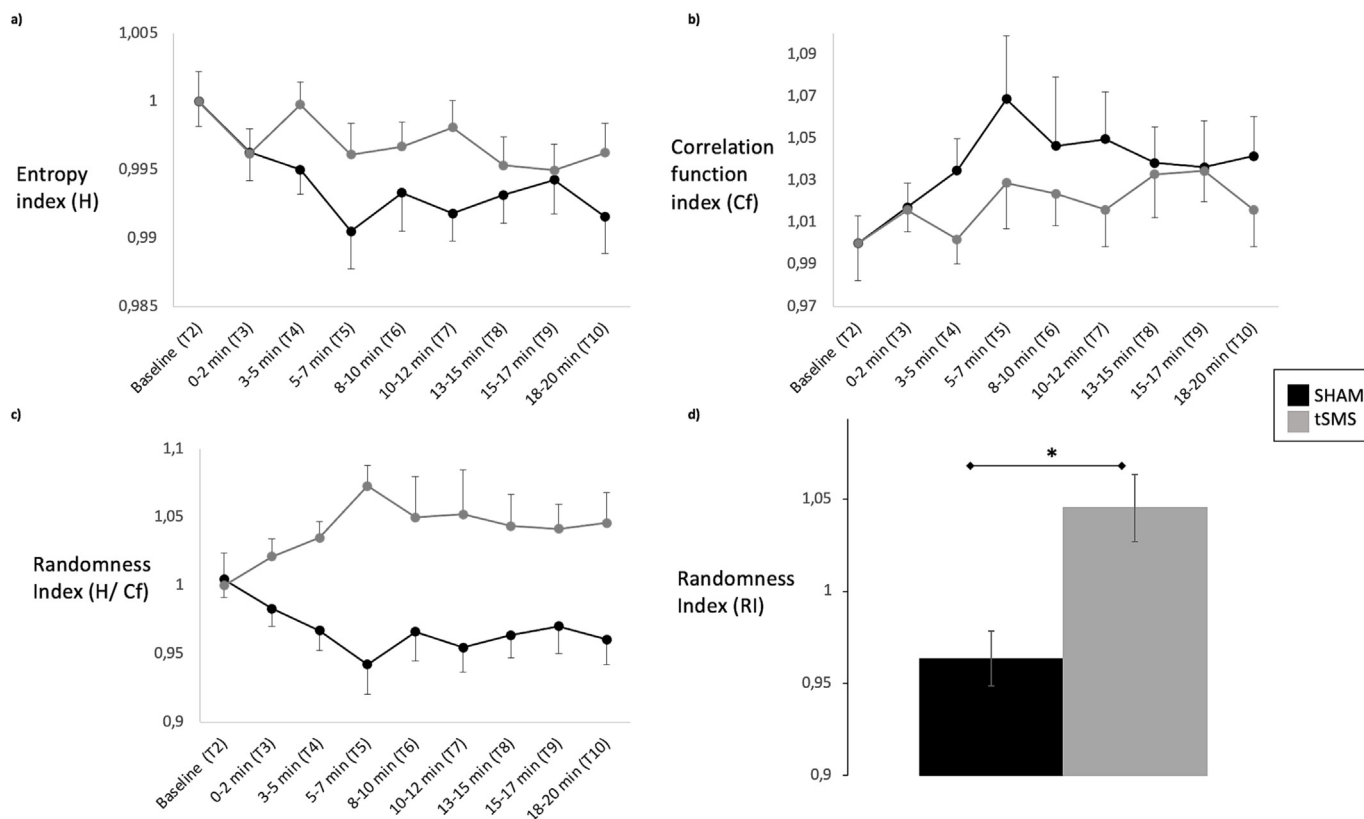 a)
1,005
1
0,995
0,99
0,985
Entropy
index (H)
Baseline (T2)
0-2 min (T3)
3-5 min (T4)
5-7 min (T5)
8-10 min (T6)
10-12 min (T7)
13-15 min (T8)
15-17 min (T9)
18-20 min (T10)
b)
1,09
1,07
1,05
1,03
1,01
0,99
0,97
Correlation
function
index (Cf)
Baseline (T2)
0-2 min (T3)
3-5 min (T4)
5-7 min (T5)
8-10 min (T6)
10-12 min (T7)
13-15 min (T8)
15-17 min (T9)
18-20 min (T10)
SHAM
tSMS
c)
1,1
1,05
1
0,95
0,9
Randomness
Index (H/ Cf)
Baseline (T2)
0-2 min (T3)
3-5 min (T4)
5-7 min (T5)
8-10 min (T6)
10-12 min (T7)
13-15 min (T8)
15-17 min (T9)
18-20 min (T10)
d)
*
1,05
1
0,95
0,9
Randomness
Index (RI)